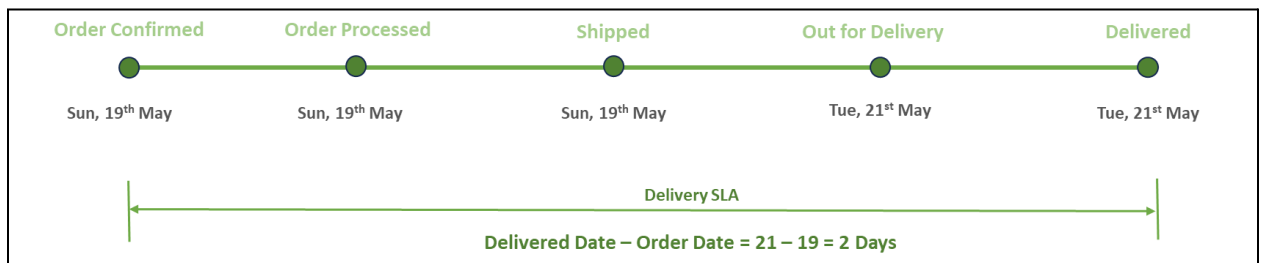 Order Confirmed Order Processed Shipped Out for Delivery Delivered
Sun, 19th May Sun, 19th May Sun, 19th May Tue, 21st May Tue, 21st May
Delivery SLA
Delivered Date – Order Date = 21 – 19 = 2 Days